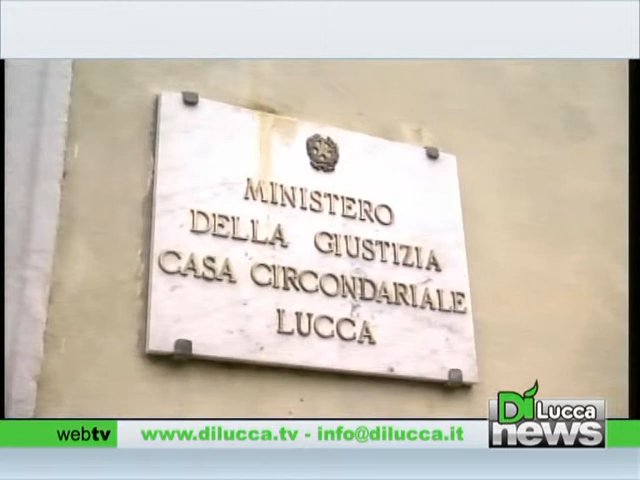 MINISTERO
DELLA GIUSTIZIA
CASA CIRCONDARIALE
LUCCA
Di Lucca
news
webtv www.dilucca.tv - info@dilucca.it